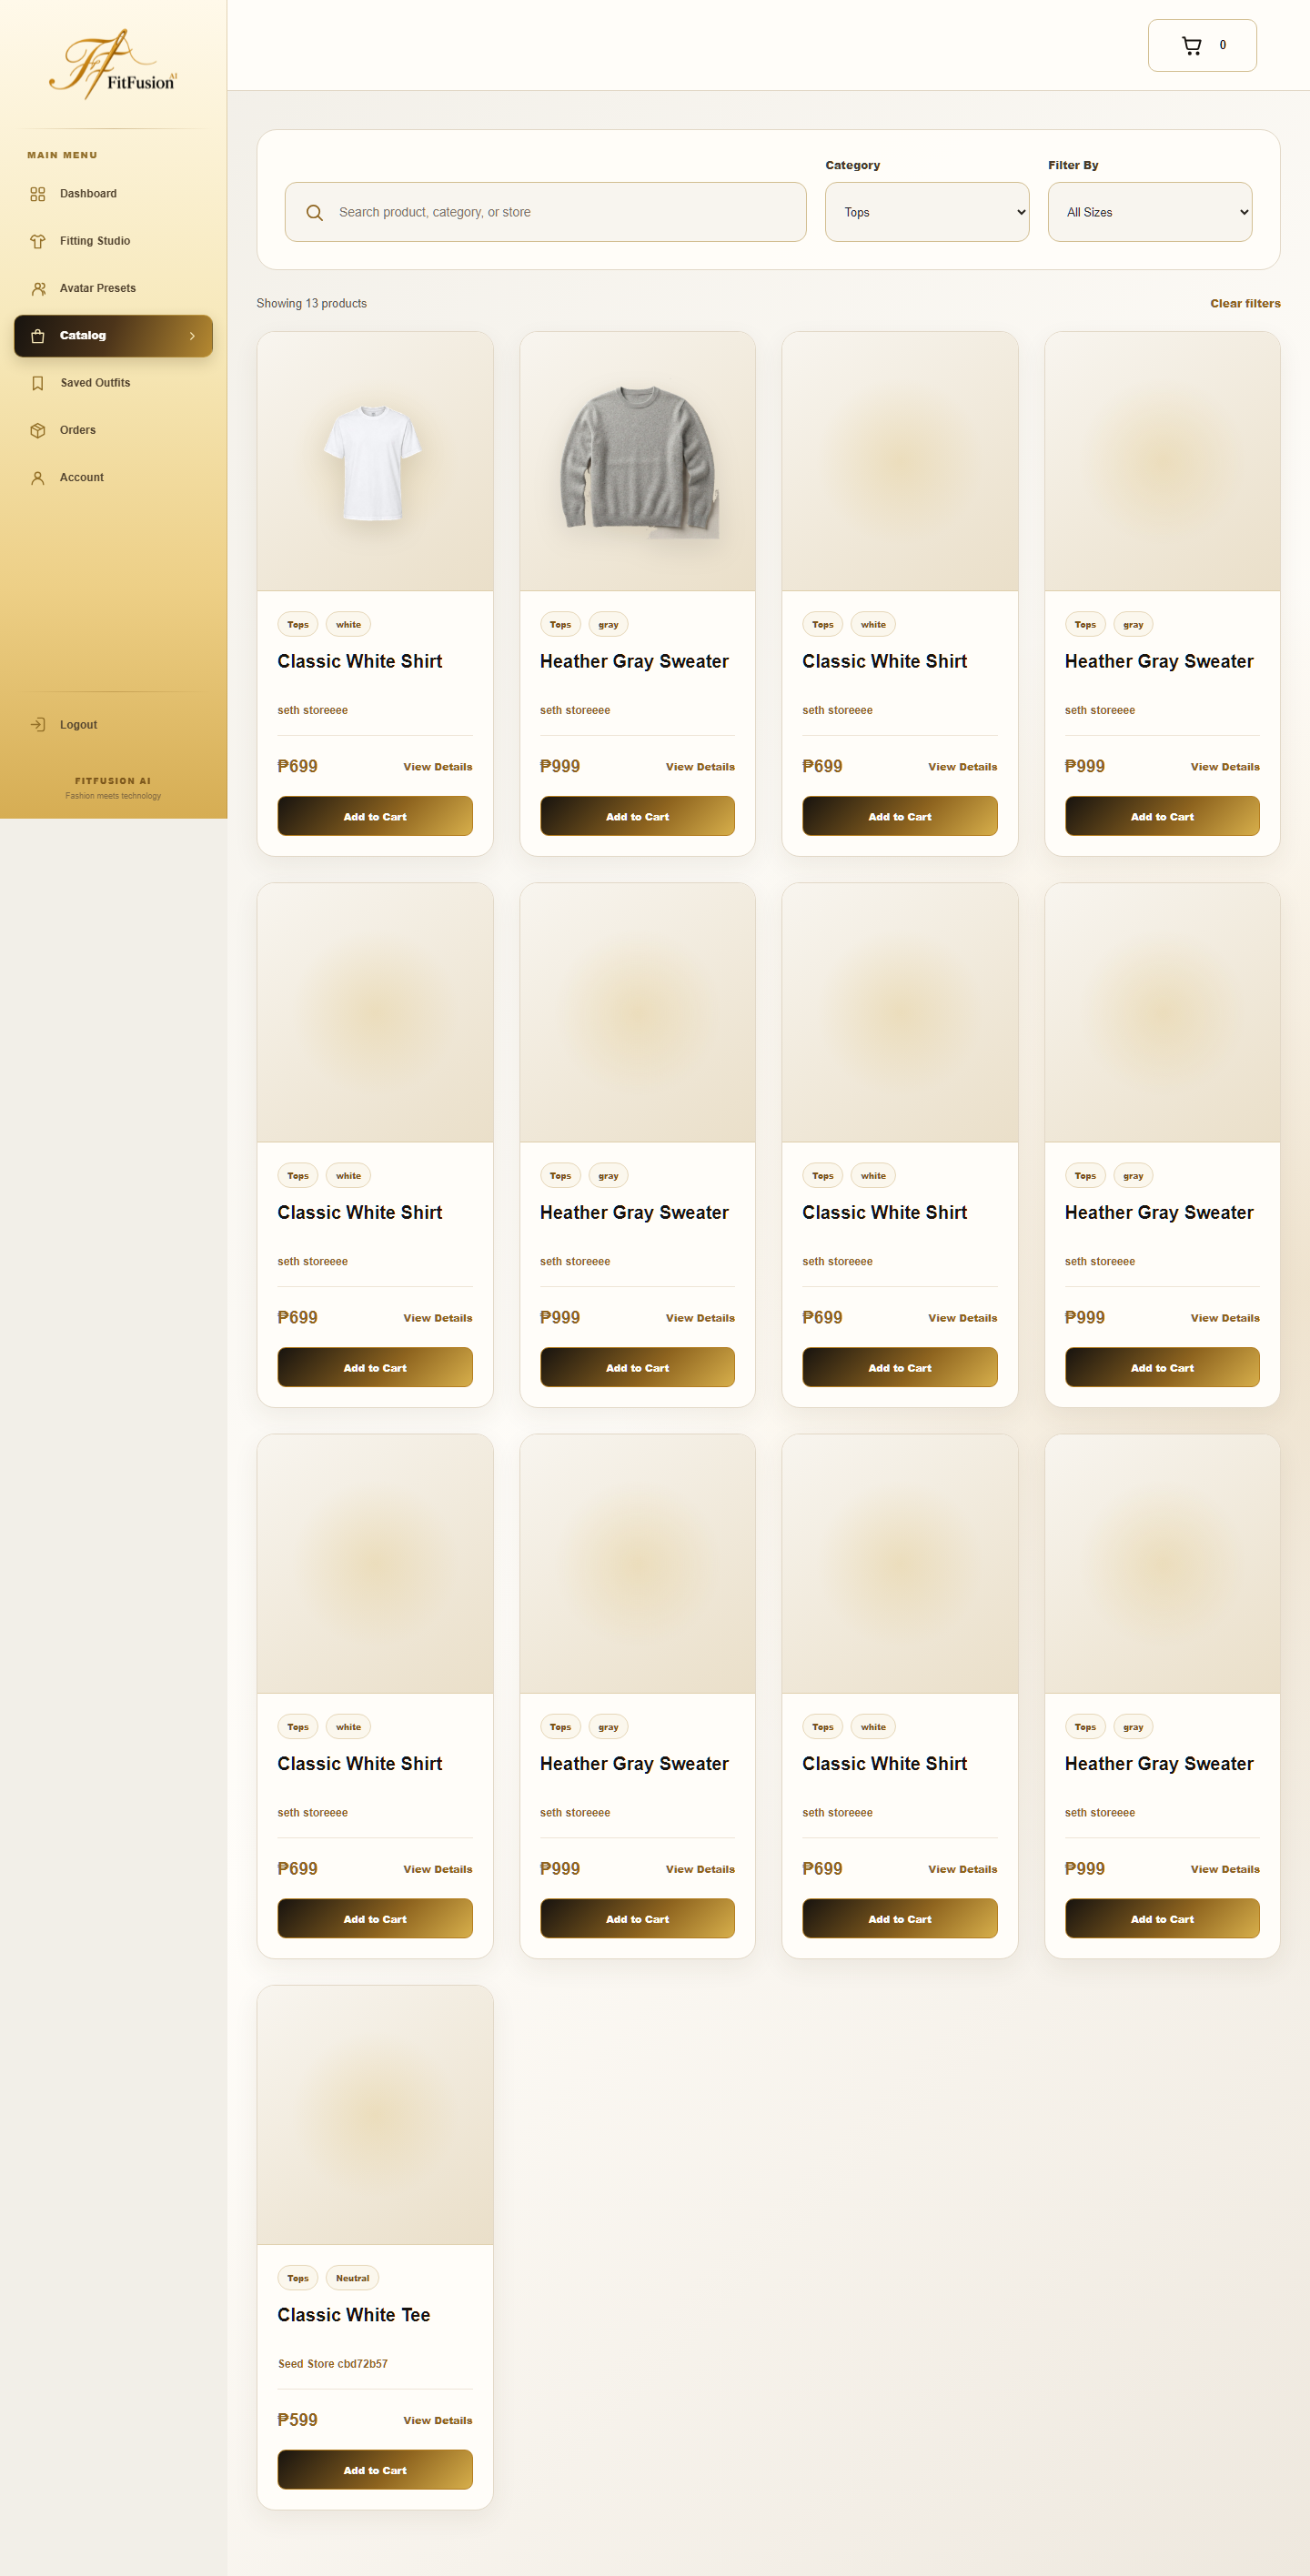 FitFusion AI
MAIN MENU
Dashboard
Fitting Studio
Avatar Presets
Catalog
Saved Outfits
Orders
Account
Logout
FITFUSION AI
Fashion meets technology
0
Category
Filter By
Search product, category, or store
Tops
All Sizes
Showing 13 products
Clear filters
Tops white
Classic White Shirt
seth storeeee
₱699 View Details
Add to Cart
Tops gray
Heather Gray Sweater
seth storeeee
₱999 View Details
Add to Cart
Tops white
Classic White Shirt
seth storeeee
₱699 View Details
Add to Cart
Tops gray
Heather Gray Sweater
seth storeeee
₱999 View Details
Add to Cart
Tops white
Classic White Shirt
seth storeeee
₱699 View Details
Add to Cart
Tops gray
Heather Gray Sweater
seth storeeee
₱999 View Details
Add to Cart
Tops white
Classic White Shirt
seth storeeee
₱699 View Details
Add to Cart
Tops gray
Heather Gray Sweater
seth storeeee
₱999 View Details
Add to Cart
Tops white
Classic White Shirt
seth storeeee
₱699 View Details
Add to Cart
Tops gray
Heather Gray Sweater
seth storeeee
₱999 View Details
Add to Cart
Tops white
Classic White Shirt
seth storeeee
₱699 View Details
Add to Cart
Tops gray
Heather Gray Sweater
seth storeeee
₱999 View Details
Add to Cart
Tops Neutral
Classic White Tee
Seed Store cbd72b57
₱599 View Details
Add to Cart